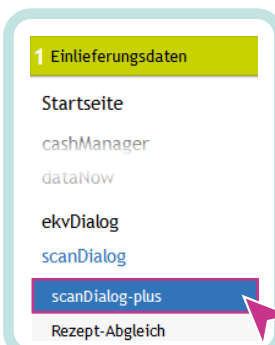 1 Einlieferungsdaten
Startseite
cashManager
dataNow
ekvDialog
scanDialog
scanDialog-plus
Rezept-Abgleich